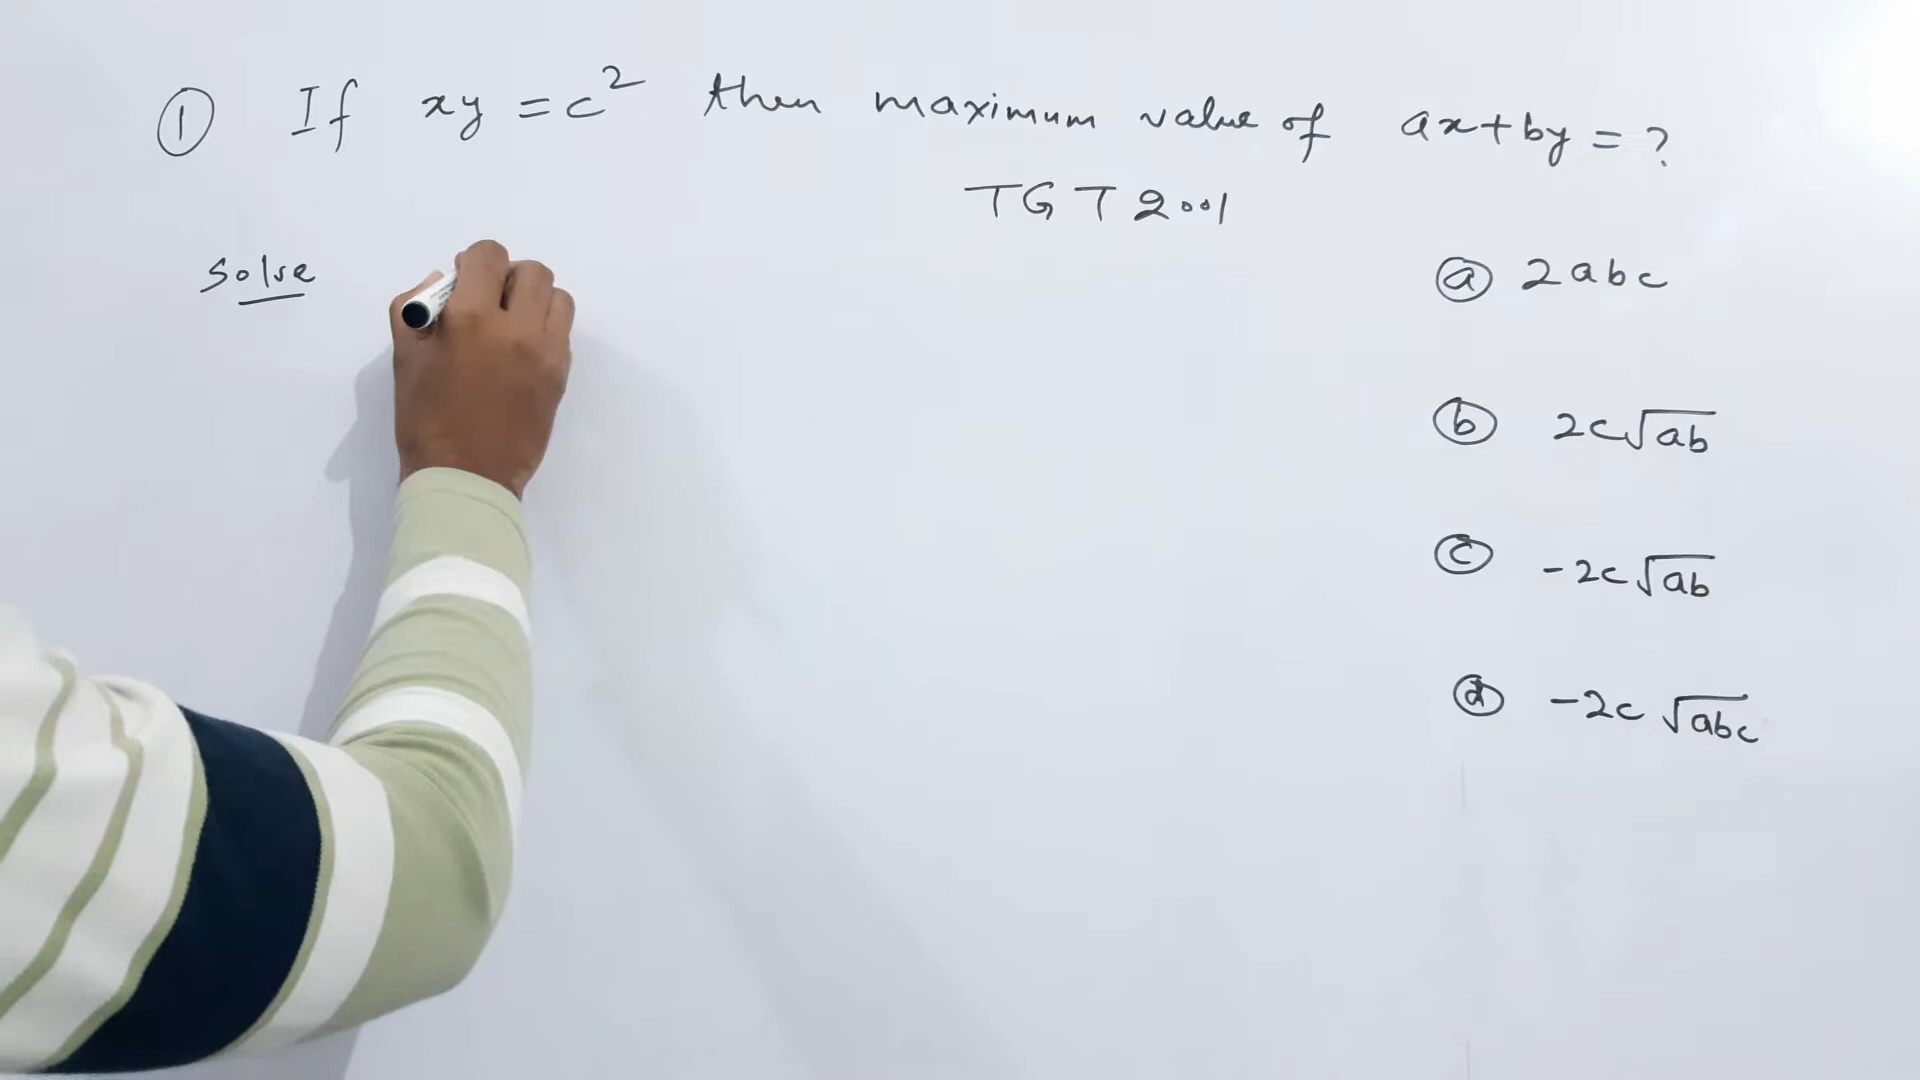 ① If xy = c² then maximum value of ax+by = ?
TGT 2001
Solve
ⓐ 2abc
ⓑ 2c√ab
ⓒ -2c√ab
ⓓ -2c√abc